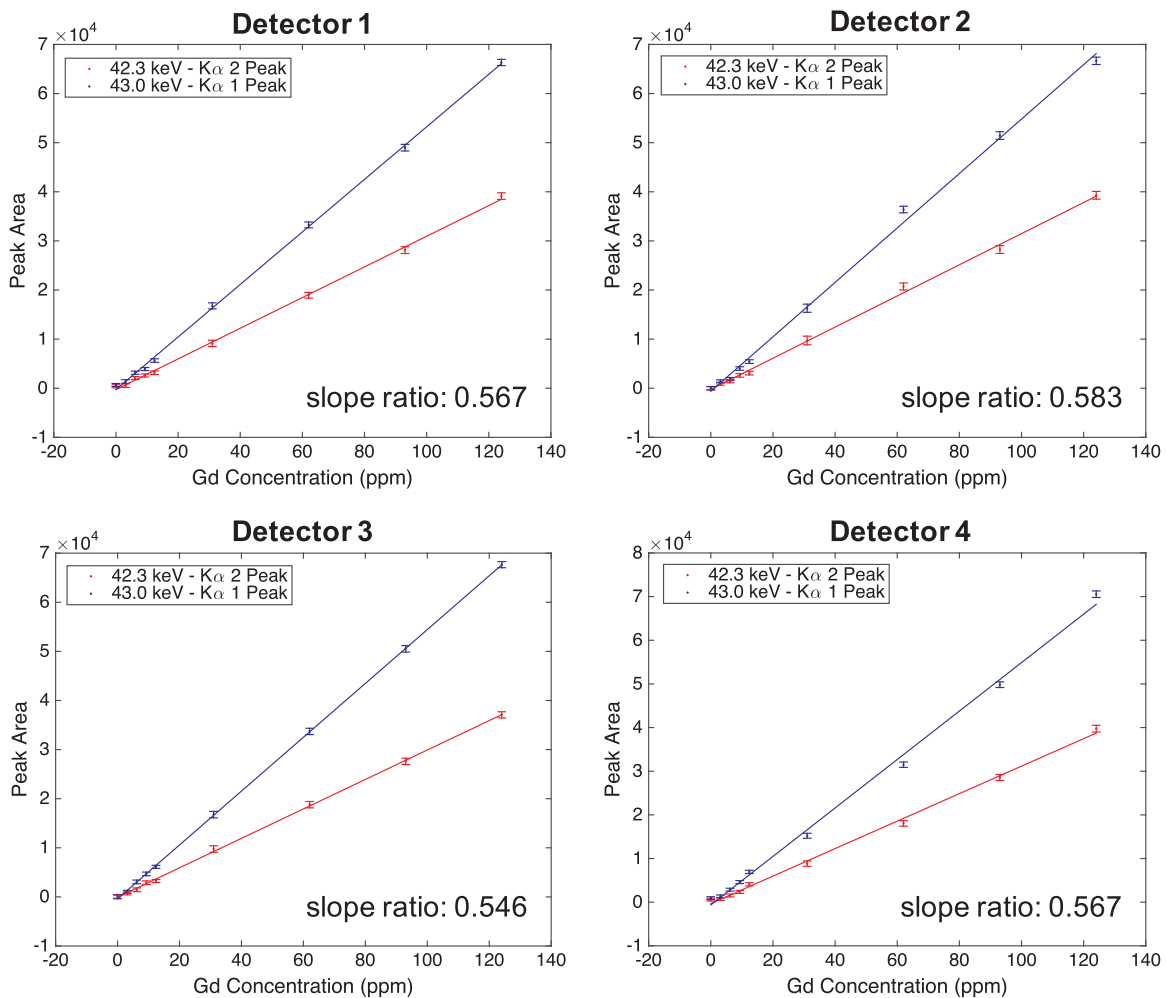 Detector 1
×10⁴
7
6
5
4
3
2
1
0
-1
Peak Area
42.3 keV - Kα 2 Peak
43.0 keV - Kα 1 Peak
slope ratio: 0.567
-20 0 20 40 60 80 100 120 140
Gd Concentration (ppm)
Detector 2
×10⁴
7
6
5
4
3
2
1
0
-1
Peak Area
42.3 keV - Kα 2 Peak
43.0 keV - Kα 1 Peak
slope ratio: 0.583
-20 0 20 40 60 80 100 120 140
Gd Concentration (ppm)
Detector 3
×10⁴
7
6
5
4
3
2
1
0
-1
Peak Area
42.3 keV - Kα 2 Peak
43.0 keV - Kα 1 Peak
slope ratio: 0.546
-20 0 20 40 60 80 100 120 140
Gd Concentration (ppm)
Detector 4
×10⁴
8
7
6
5
4
3
2
1
0
-1
Peak Area
42.3 keV - Kα 2 Peak
43.0 keV - Kα 1 Peak
slope ratio: 0.567
-20 0 20 40 60 80 100 120 140
Gd Concentration (ppm)